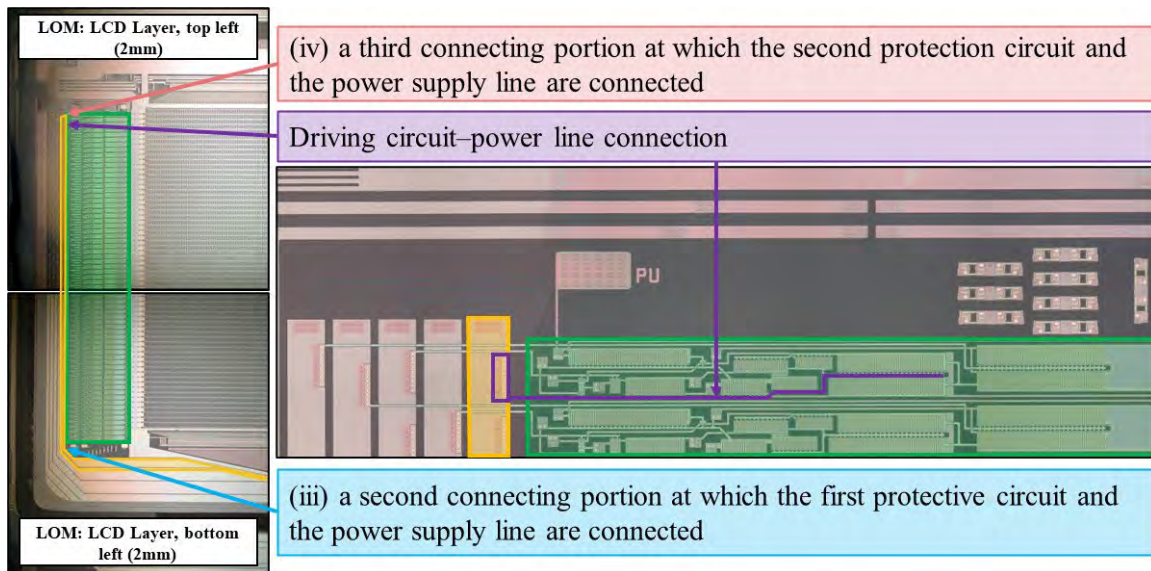 LOM: LCD Layer, top left
(2mm)
(iv) a third connecting portion at which the second protection circuit and
the power supply line are connected
Driving circuit–power line connection
PU
(iii) a second connecting portion at which the first protective circuit and
the power supply line are connected
LOM: LCD Layer, bottom
left (2mm)